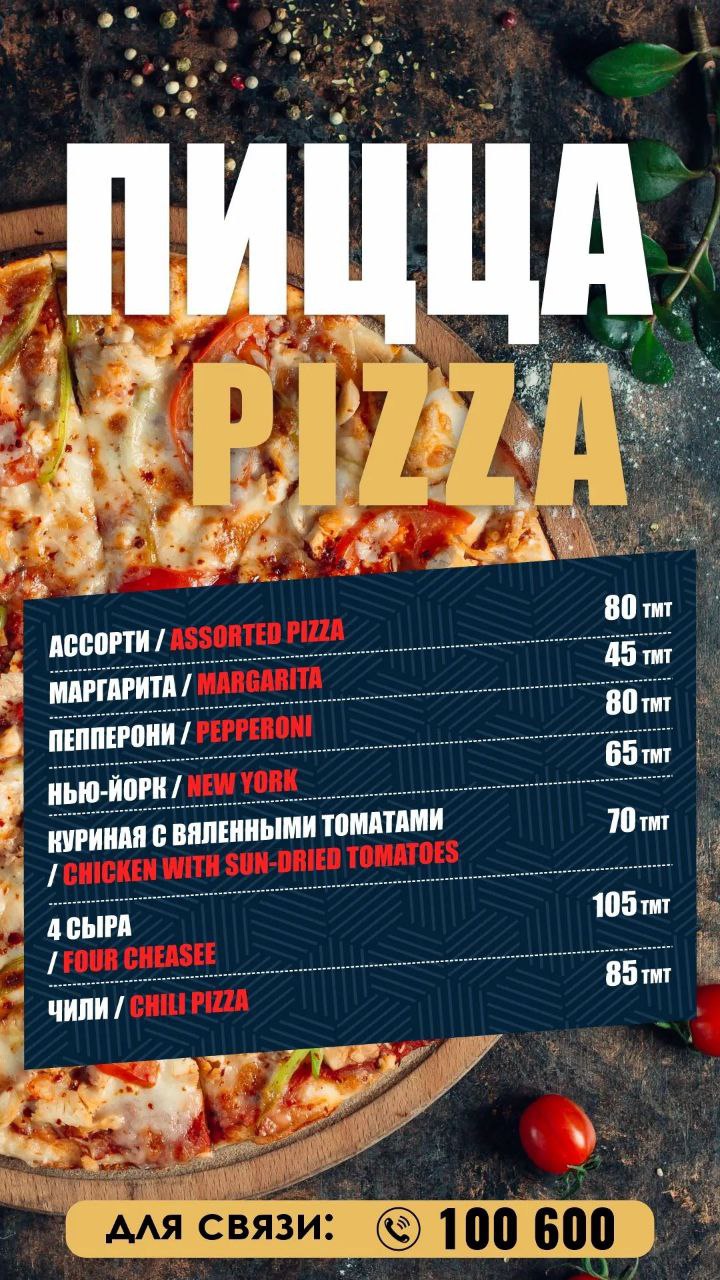 ПИЦЦА
PIZZA
АССОРТИ / ASSORTED PIZZA 80 ТМТ
МАРГАРИТА / MARGARITA 45 ТМТ
ПЕППЕРОНИ / PEPPERONI 80 ТМТ
НЬЮ-ЙОРК / NEW YORK 65 ТМТ
КУРИНАЯ С ВЯЛЕННЫМИ ТОМАТАМИ 70 ТМТ
/ CHICKEN WITH SUN-DRIED TOMATOES
4 СЫРА 105 ТМТ
/ FOUR CHEASEE
ЧИЛИ / CHILI PIZZA 85 ТМТ
ДЛЯ СВЯЗИ: 100 600